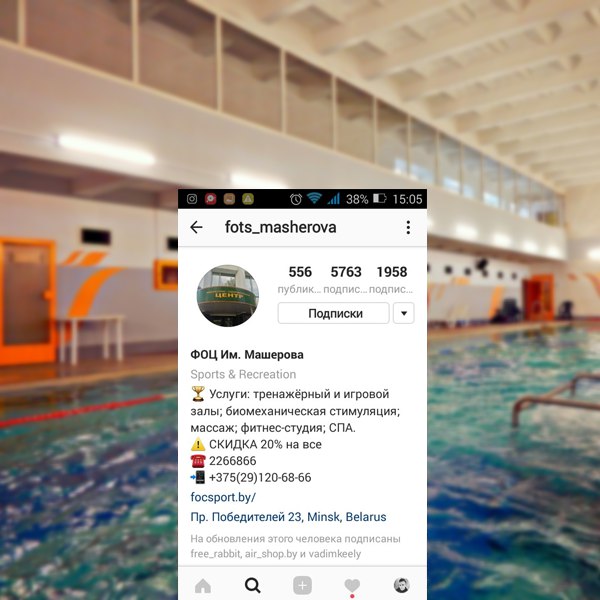 38% 15:05
fots_masherova
556 5763 1958
публик... подпис... подпис...
ЦЕНТР
Подписки
ФОЦ Им. Машерова
Sports & Recreation
🏆 Услуги: тренажёрный и игровой
залы; биомеханическая стимуляция;
массаж; фитнес-студия; СПА.
⚠️ СКИДКА 20% на все
☎️ 2266866
📲 +375(29)120-68-66
focsport.by/
Пр. Победителей 23, Minsk, Belarus
На обновления этого человека подписаны
free_rabbit, air_shop.by и vadimkeely